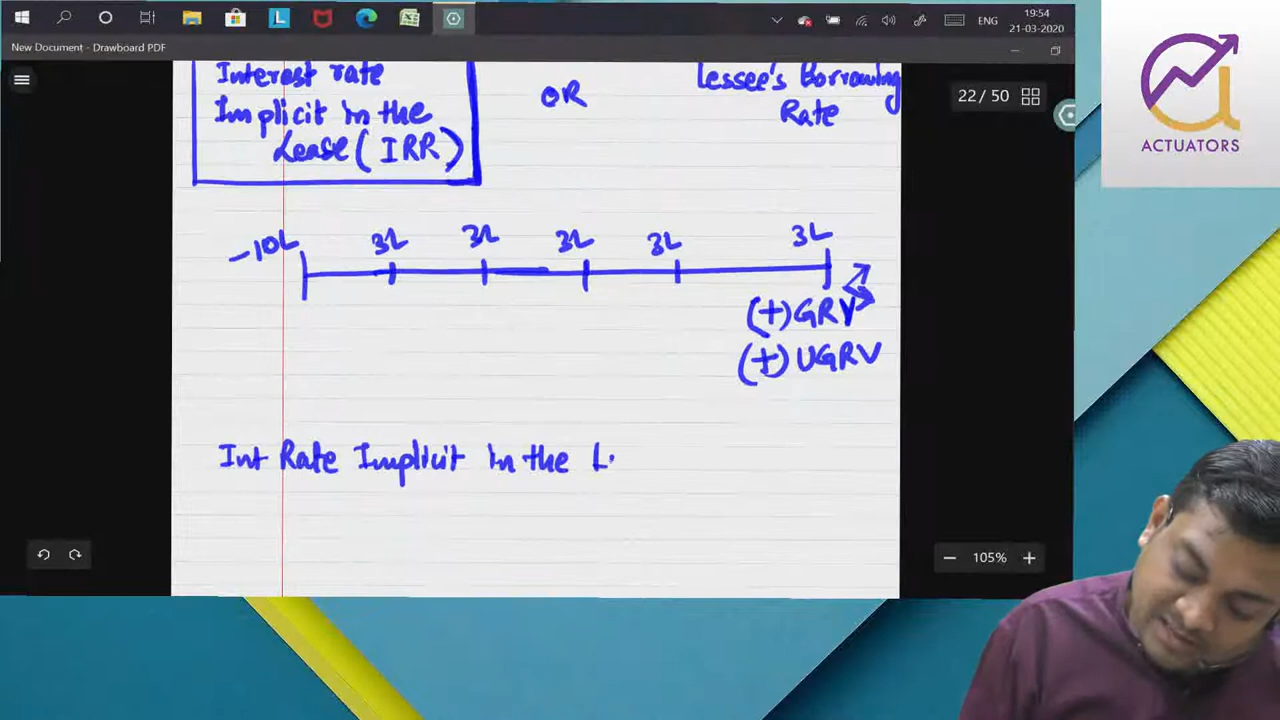 19:54
ENG
21-03-2020
New Document - Drawboard PDF
Interest rate
Implicit in the
Lease (IRR)
OR
Lessee's Borrowing
Rate
22 / 50
ACTUATORS
-10L 3L 3L 3L 3L 3L
(+) GRV
(+) UGRV
Int Rate Implicit in the L
105%